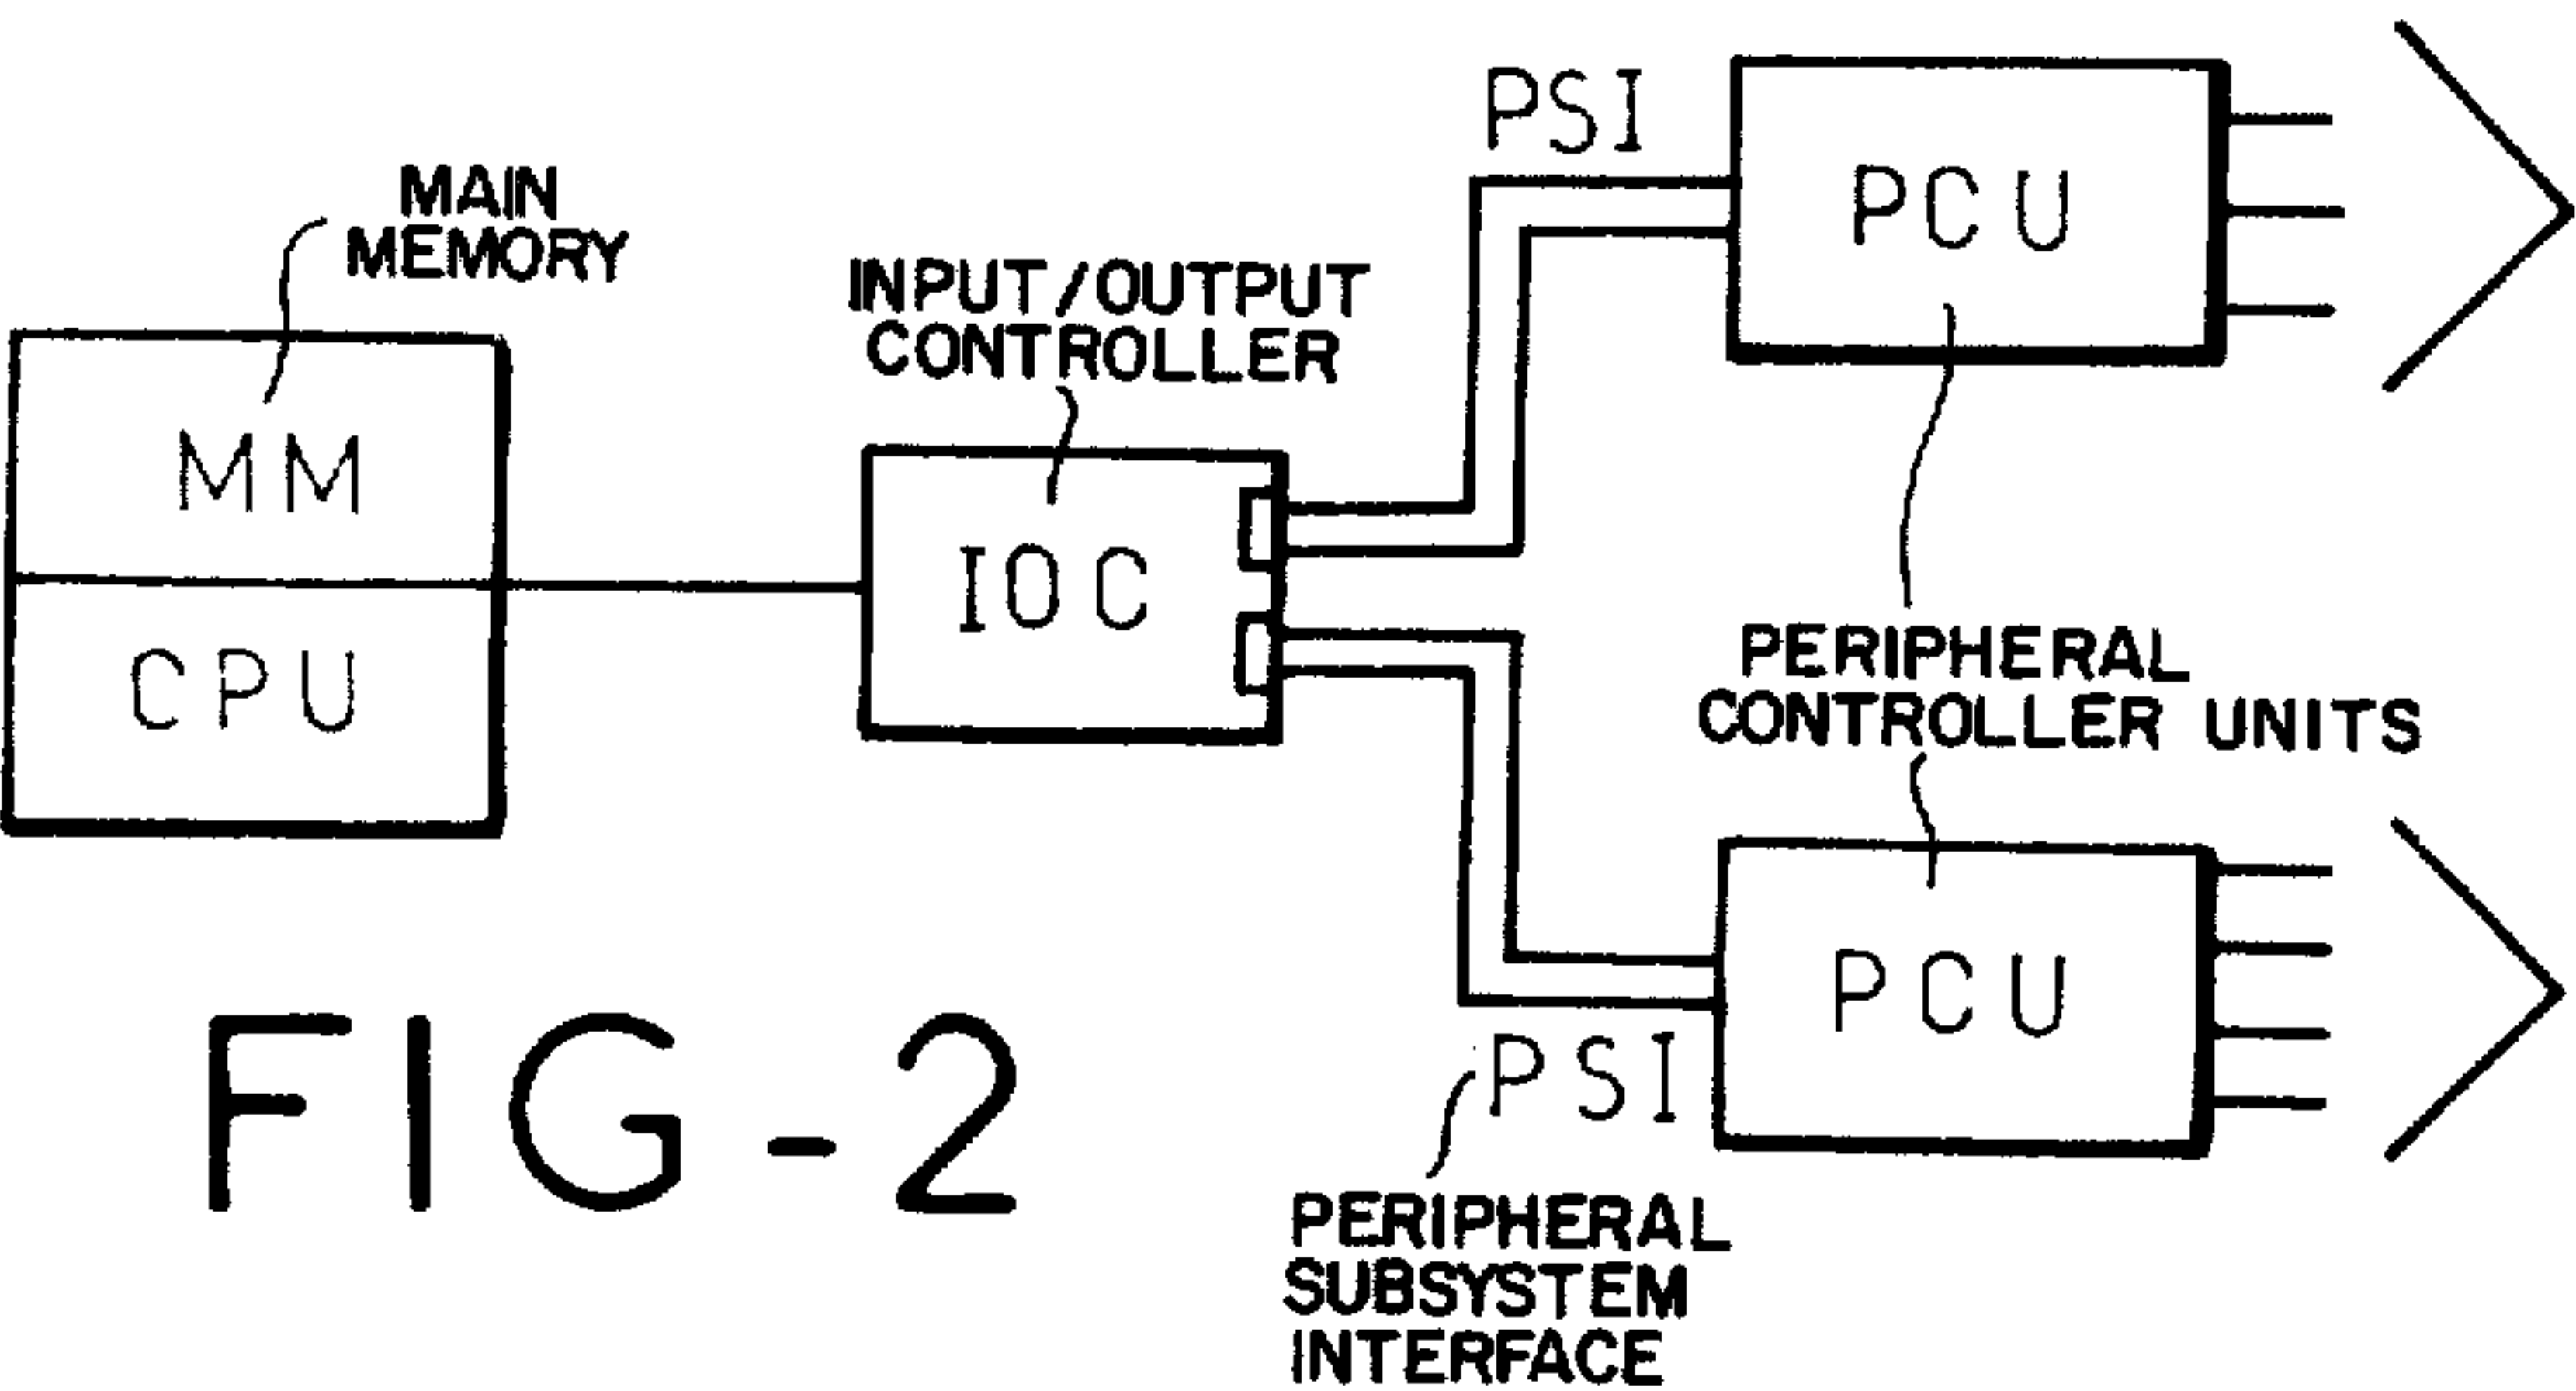 MAIN
MEMORY
MM
CPU
INPUT/OUTPUT
CONTROLLER
IOC
PSI
PCU
PERIPHERAL
CONTROLLER UNITS
PCU
PSI
PERIPHERAL
SUBSYSTEM
INTERFACE
FIG-2